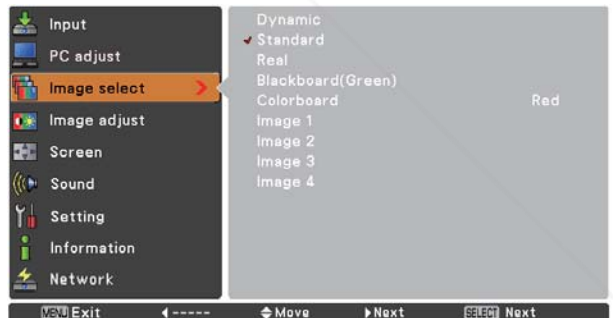 Input
PC adjust
Image select
Image adjust
Screen
Sound
Setting
Information
Network
Dynamic
Standard
Real
Blackboard(Green)
Colorboard Red
Image 1
Image 2
Image 3
Image 4
MENU Exit ----- Move Next SELECT Next